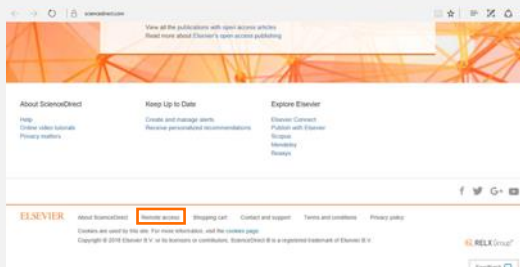 sciencedirect.com
View all the publications with open access articles
Read more about Elsevier's open access publishing
About ScienceDirect
Help
Online video tutorials
Privacy matters
Keep Up to Date
Create and manage alerts
Receive personalized recommendations
Explore Elsevier
Elsevier Connect
Publish with Elsevier
Scopus
Mendeley
Reaxys
ELSEVIER
About ScienceDirect Remote access Shopping cart Contact and support Terms and conditions Privacy policy
Cookies are used by this site. For more information, visit the cookies page.
Copyright © 2016 Elsevier B.V. or its licensors or contributors. ScienceDirect ® is a registered trademark of Elsevier B.V.
RELX Group™
Feedback